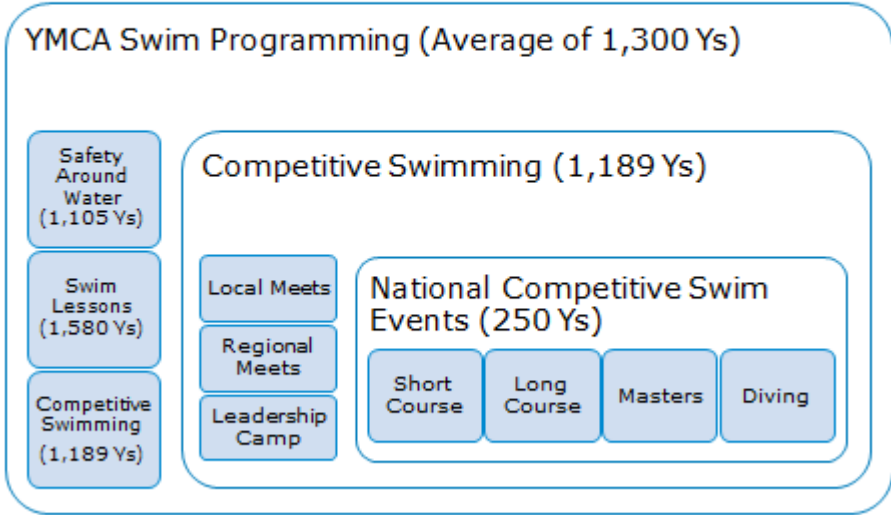 YMCA Swim Programming (Average of 1,300 Ys)
Safety
Around
Water
(1,105 Ys)
Swim
Lessons
(1,580 Ys)
Competitive
Swimming
(1,189 Ys)
Competitive Swimming (1,189 Ys)
Local Meets
Regional
Meets
Leadership
Camp
National Competitive Swim
Events (250 Ys)
Short
Course
Long
Course
Masters
Diving